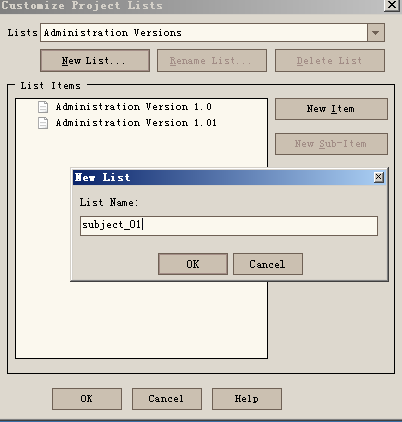 Customize Project Lists
Lists Administration Versions
New List... Rename List... Delete List
List Items
Administration Version 1.0
Administration Version 1.01
New Item
New Sub-Item
New List
List Name:
subject_01
OK Cancel
OK Cancel Help